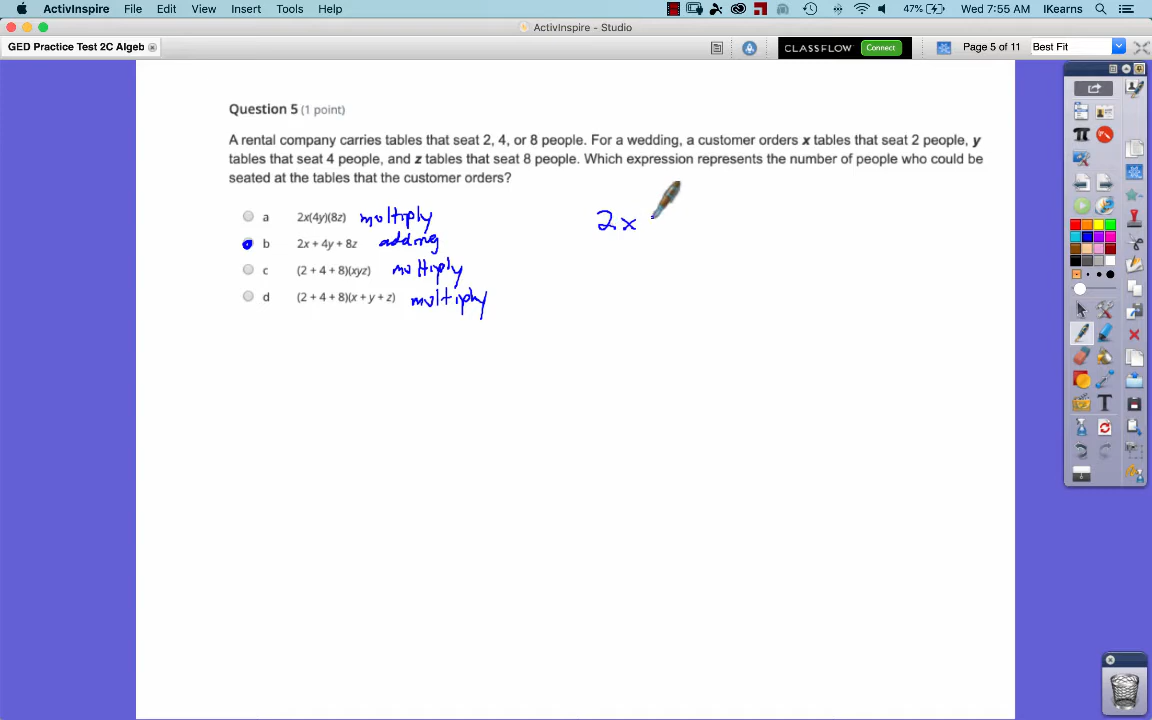 ActivInspire File Edit View Insert Tools Help 47% Wed 7:55 AM IKearns
ActivInspire - Studio
GED Practice Test 2C Algeb CLASSFLOW Connect Page 5 of 11 Best Fit
Question 5 (1 point)
A rental company carries tables that seat 2, 4, or 8 people. For a wedding, a customer orders x tables that seat 2 people, y
tables that seat 4 people, and z tables that seat 8 people. Which expression represents the number of people who could be
seated at the tables that the customer orders?
a 2x(4y)(8z) multiply 2x
b 2x + 4y + 8z adding
c (2 + 4 + 8)(xyz) multiply
d (2 + 4 + 8)(x + y + z) multiply